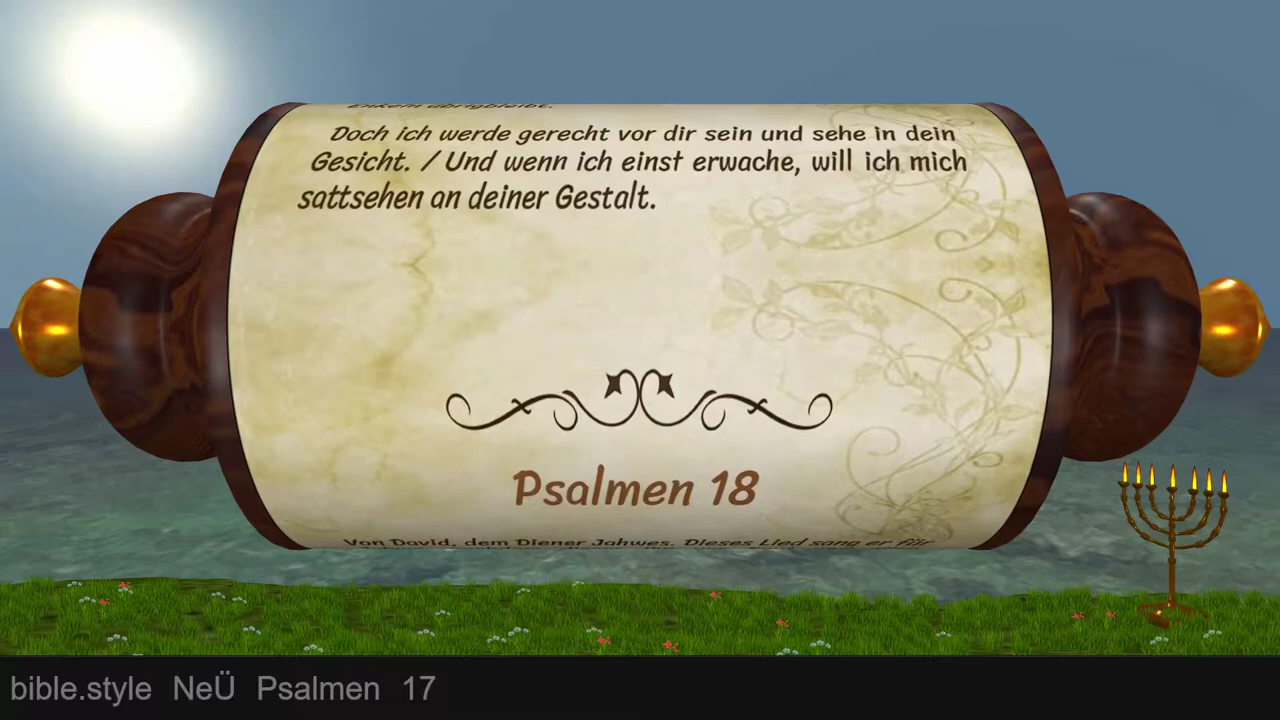 Enkeln übrigbleibt.
Doch ich werde gerecht vor dir sein und sehe in dein
Gesicht. / Und wenn ich einst erwache, will ich mich
sattsehen an deiner Gestalt.
Psalmen 18
Von David, dem Diener Jahwes. Dieses Lied sang er für
bible.style NeÜ Psalmen 17